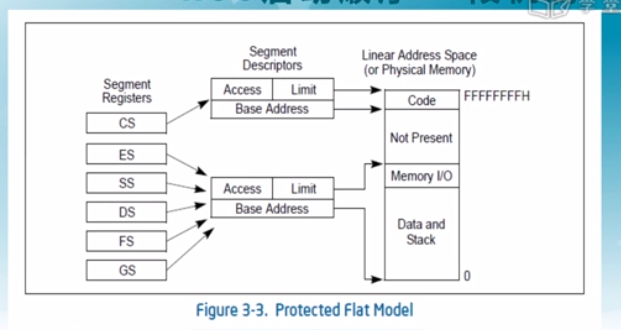 Segment
Descriptors
Linear Address Space
(or Physical Memory)
Segment
Registers
Access Limit
Base Address
Code
FFFFFFFFH
CS
Not Present
ES
SS
DS
FS
GS
Access Limit
Base Address
Memory I/O
Data and
Stack
0
Figure 3-3. Protected Flat Model